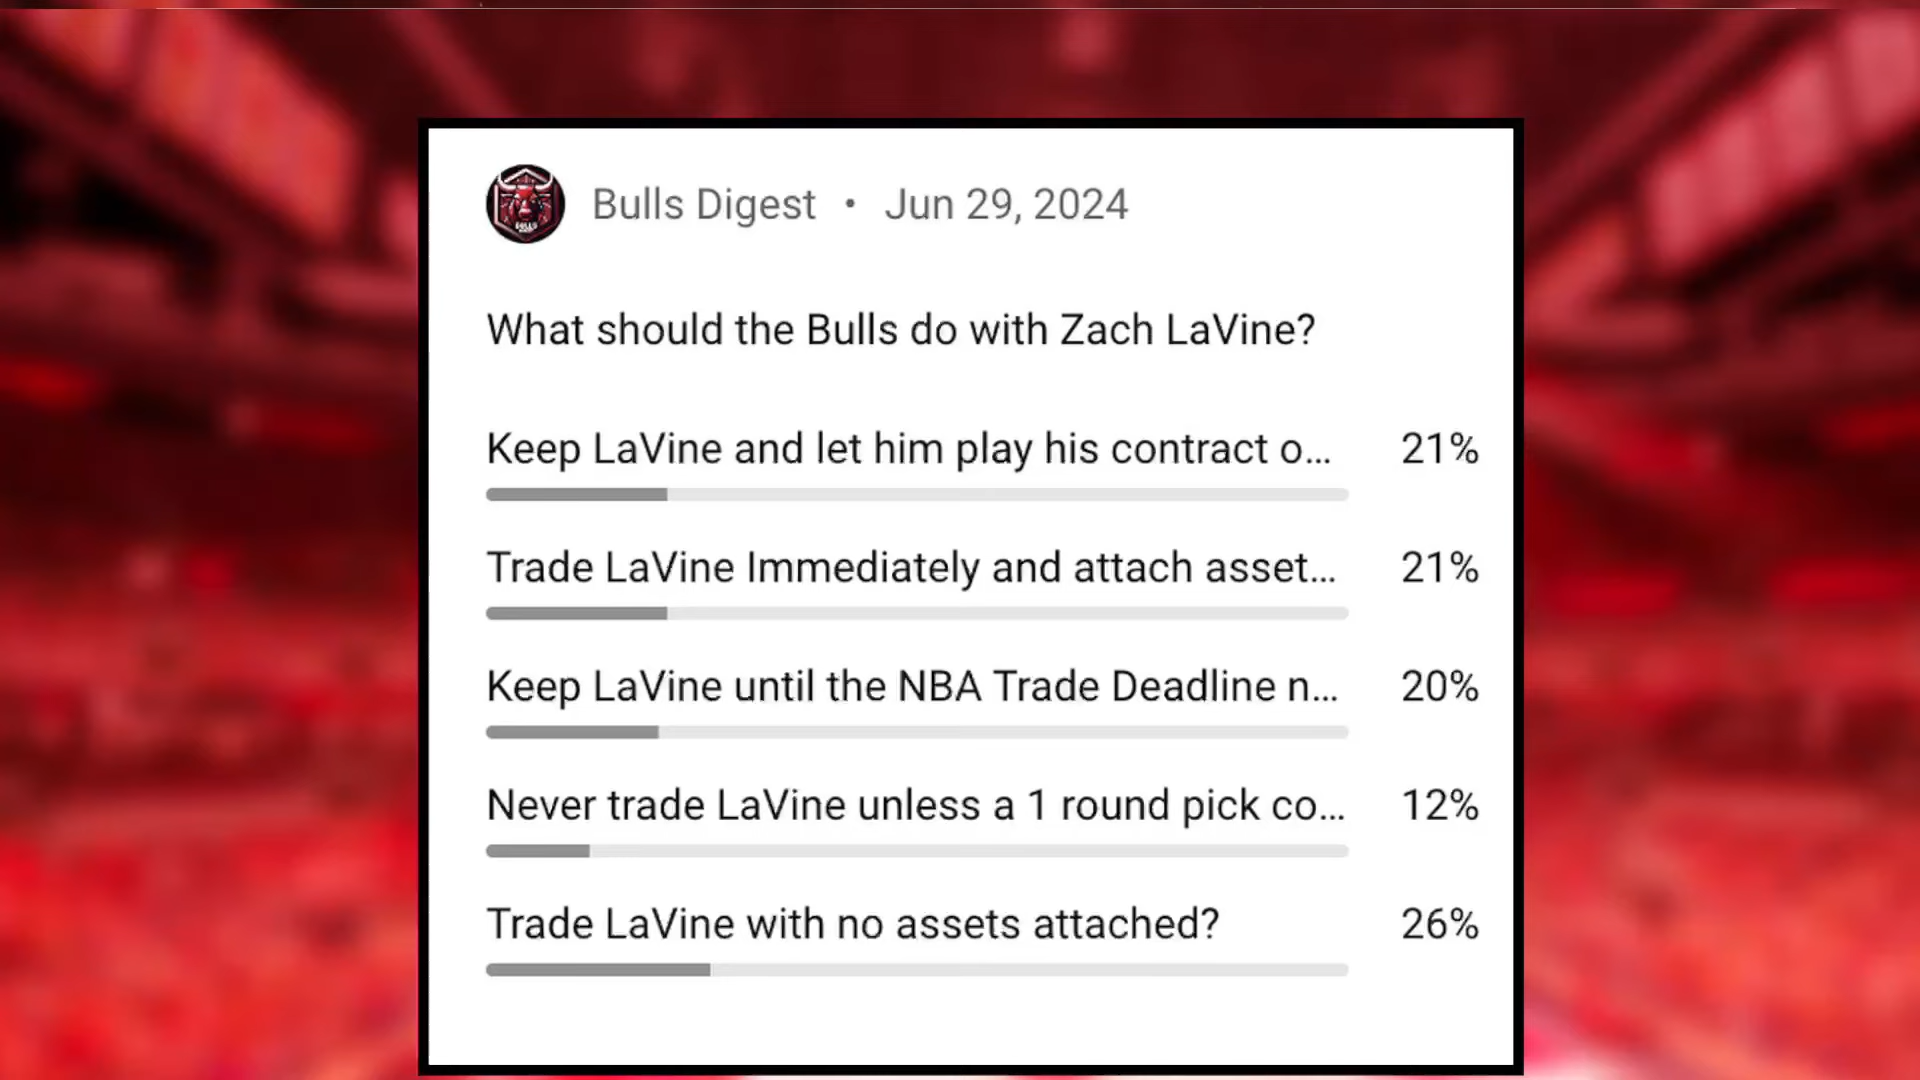 Bulls Digest • Jun 29, 2024
What should the Bulls do with Zach LaVine?
Keep LaVine and let him play his contract o... 21%
Trade LaVine Immediately and attach asset... 21%
Keep LaVine until the NBA Trade Deadline n... 20%
Never trade LaVine unless a 1 round pick co... 12%
Trade LaVine with no assets attached? 26%